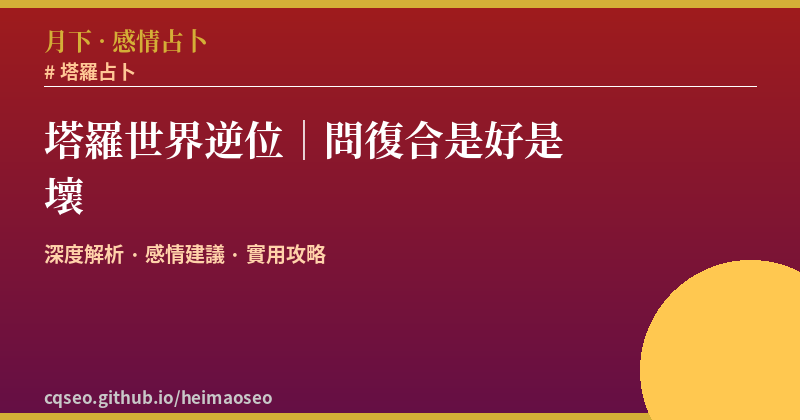 月下 · 感情占卜
# 塔羅占卜
塔羅世界逆位｜問復合是好是
壞
深度解析 · 感情建議 · 實用攻略
cqseo.github.io/heimaoseo